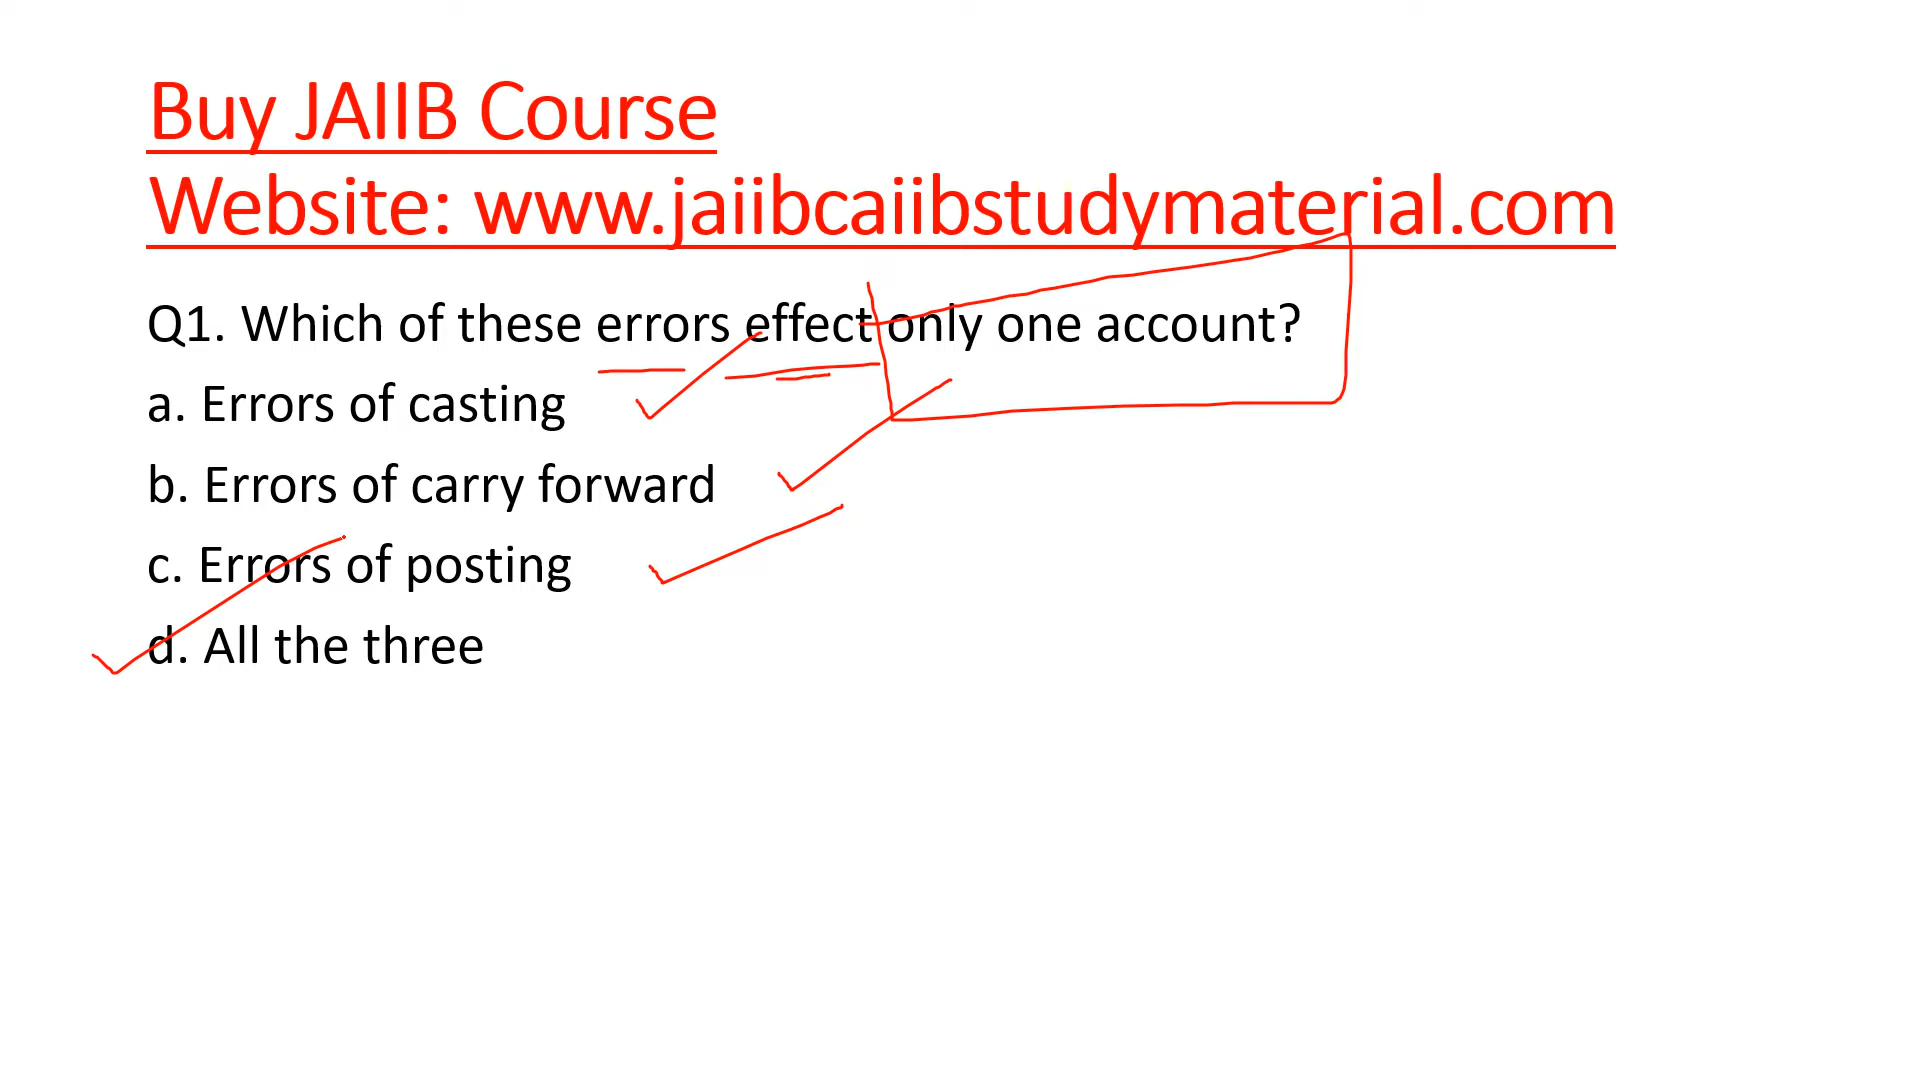 Buy JAIIB Course
Website: www.jaiibcaiibstudymaterial.com
Q1. Which of these errors effect only one account?
a. Errors of casting
b. Errors of carry forward
c. Errors of posting
d. All the three